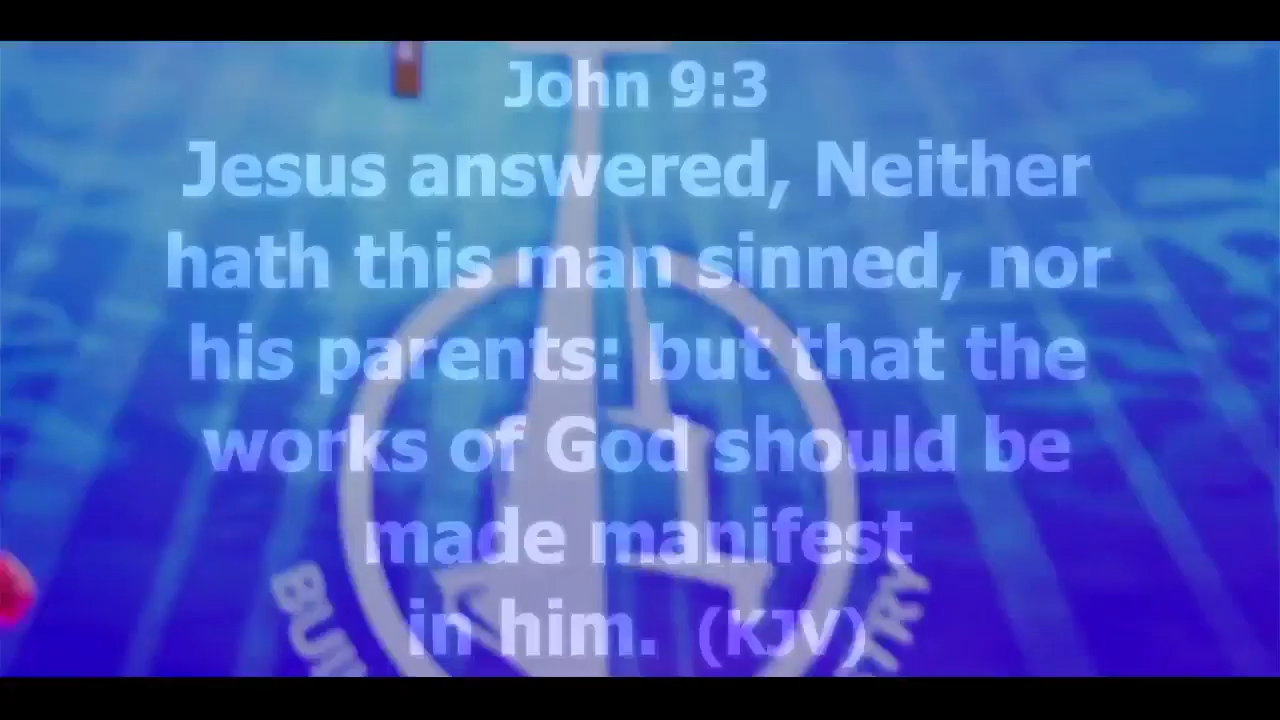 John 9:3
Jesus answered, Neither
hath this man sinned, nor
his parents: but that the
works of God should be
made manifest
in him. (KJV)